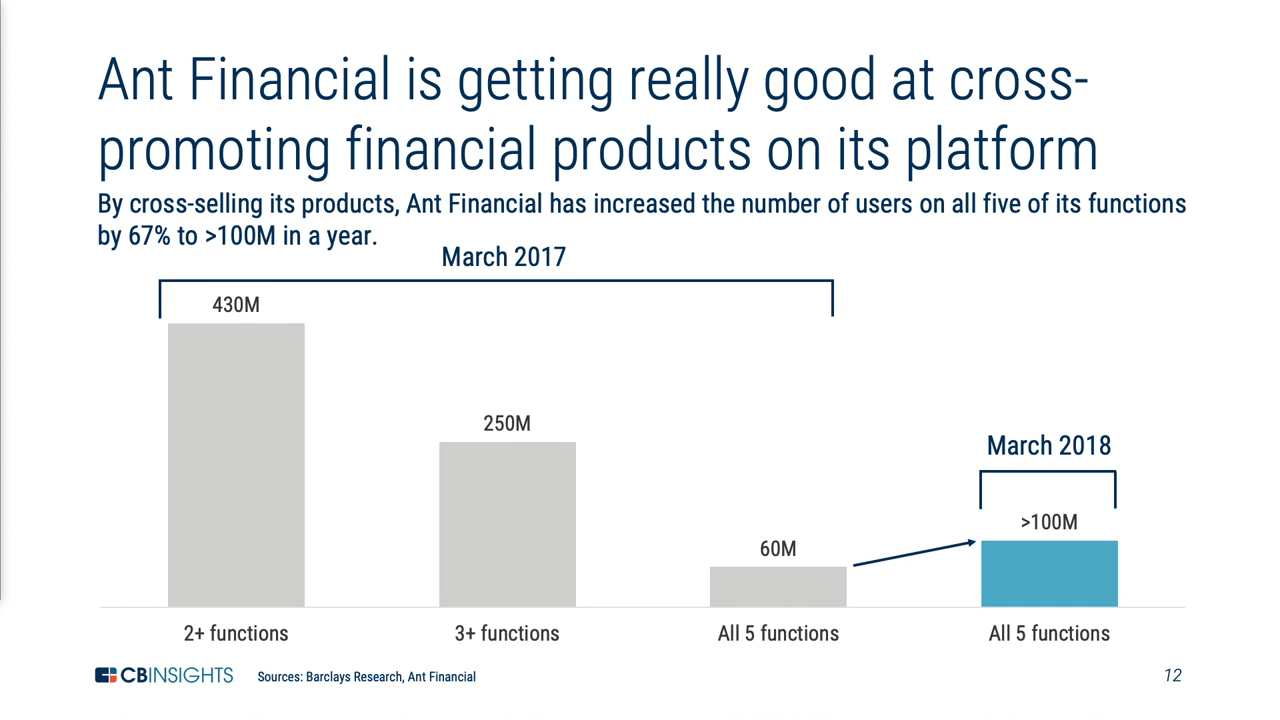 Ant Financial is getting really good at cross-
promoting financial products on its platform
By cross-selling its products, Ant Financial has increased the number of users on all five of its functions
by 67% to >100M in a year.
March 2017
430M
250M
March 2018
>100M
60M
2+ functions
3+ functions
All 5 functions
All 5 functions
CBINSIGHTS
Sources: Barclays Research, Ant Financial
12